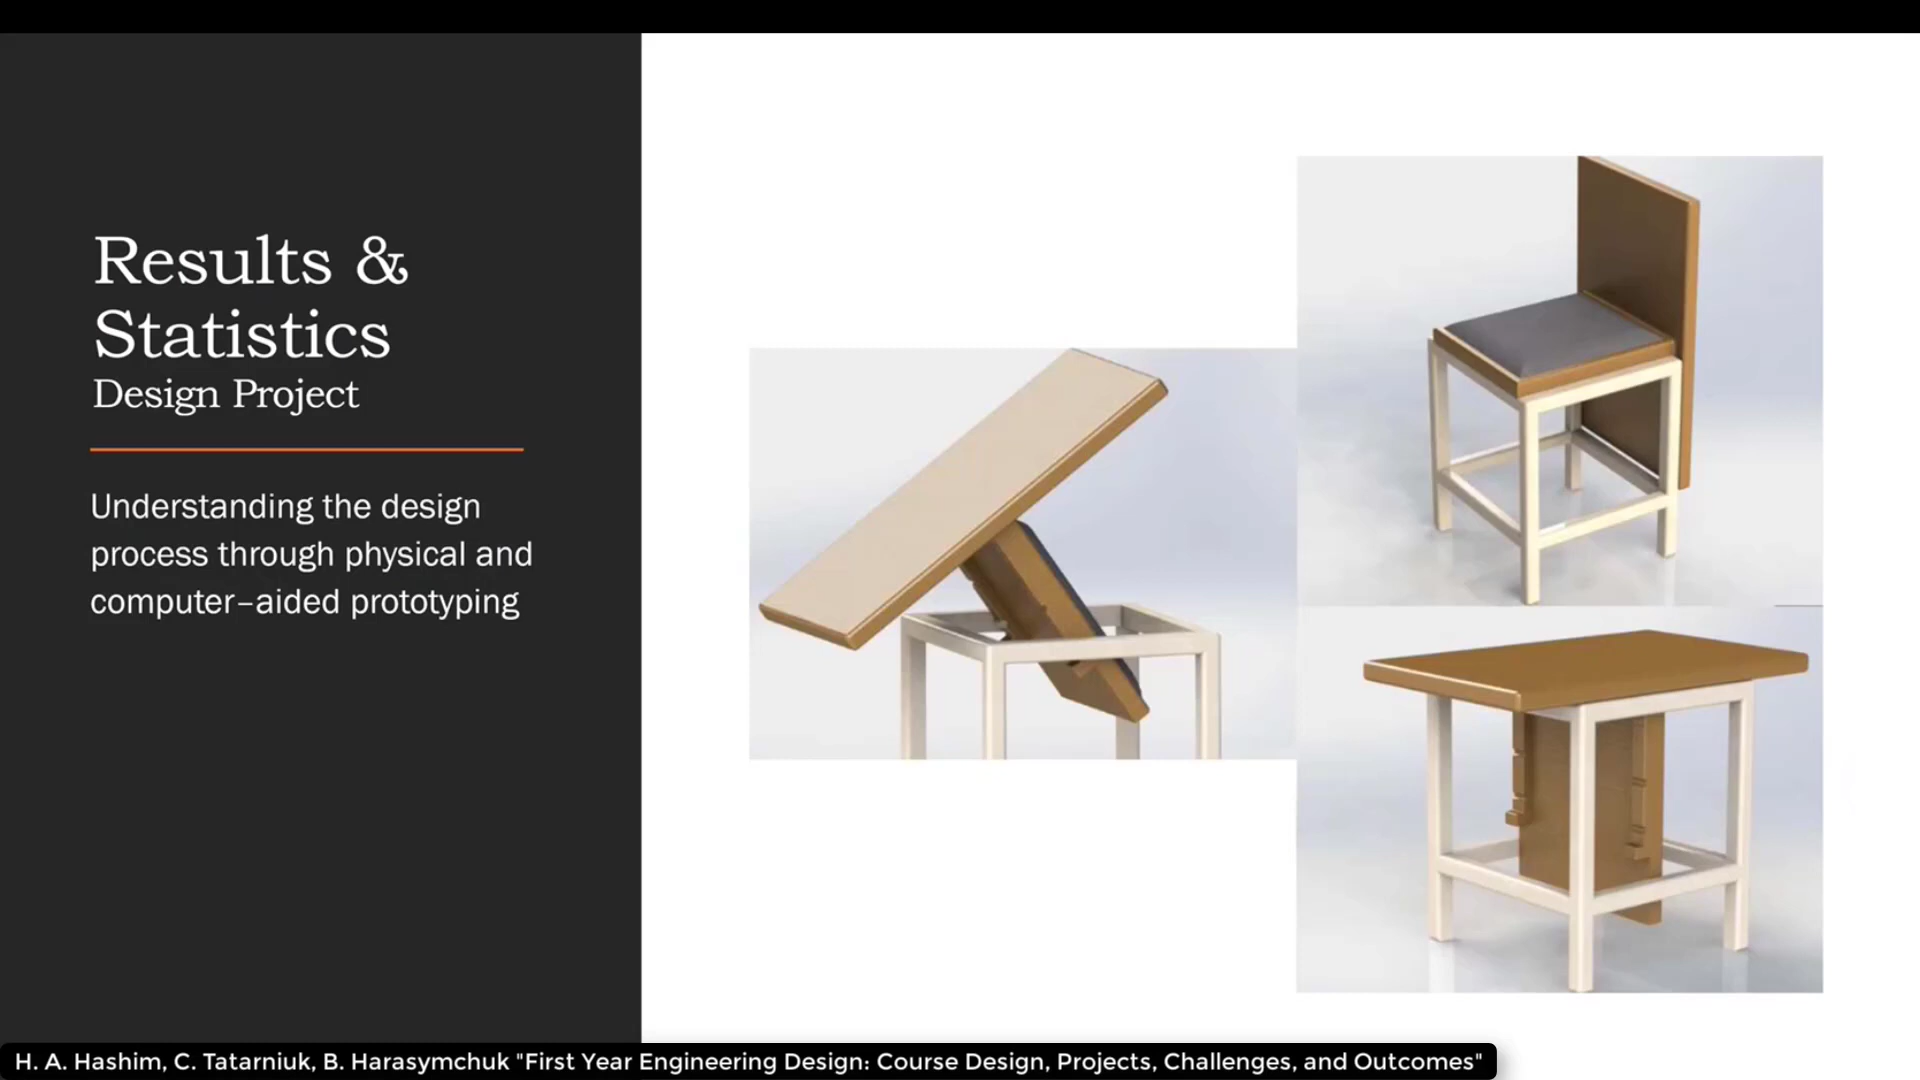 Results &
Statistics
Design Project
Understanding the design
process through physical and
computer–aided prototyping
H. A. Hashim, C. Tatarniuk, B. Harasymchuk "First Year Engineering Design: Course Design, Projects, Challenges, and Outcomes"